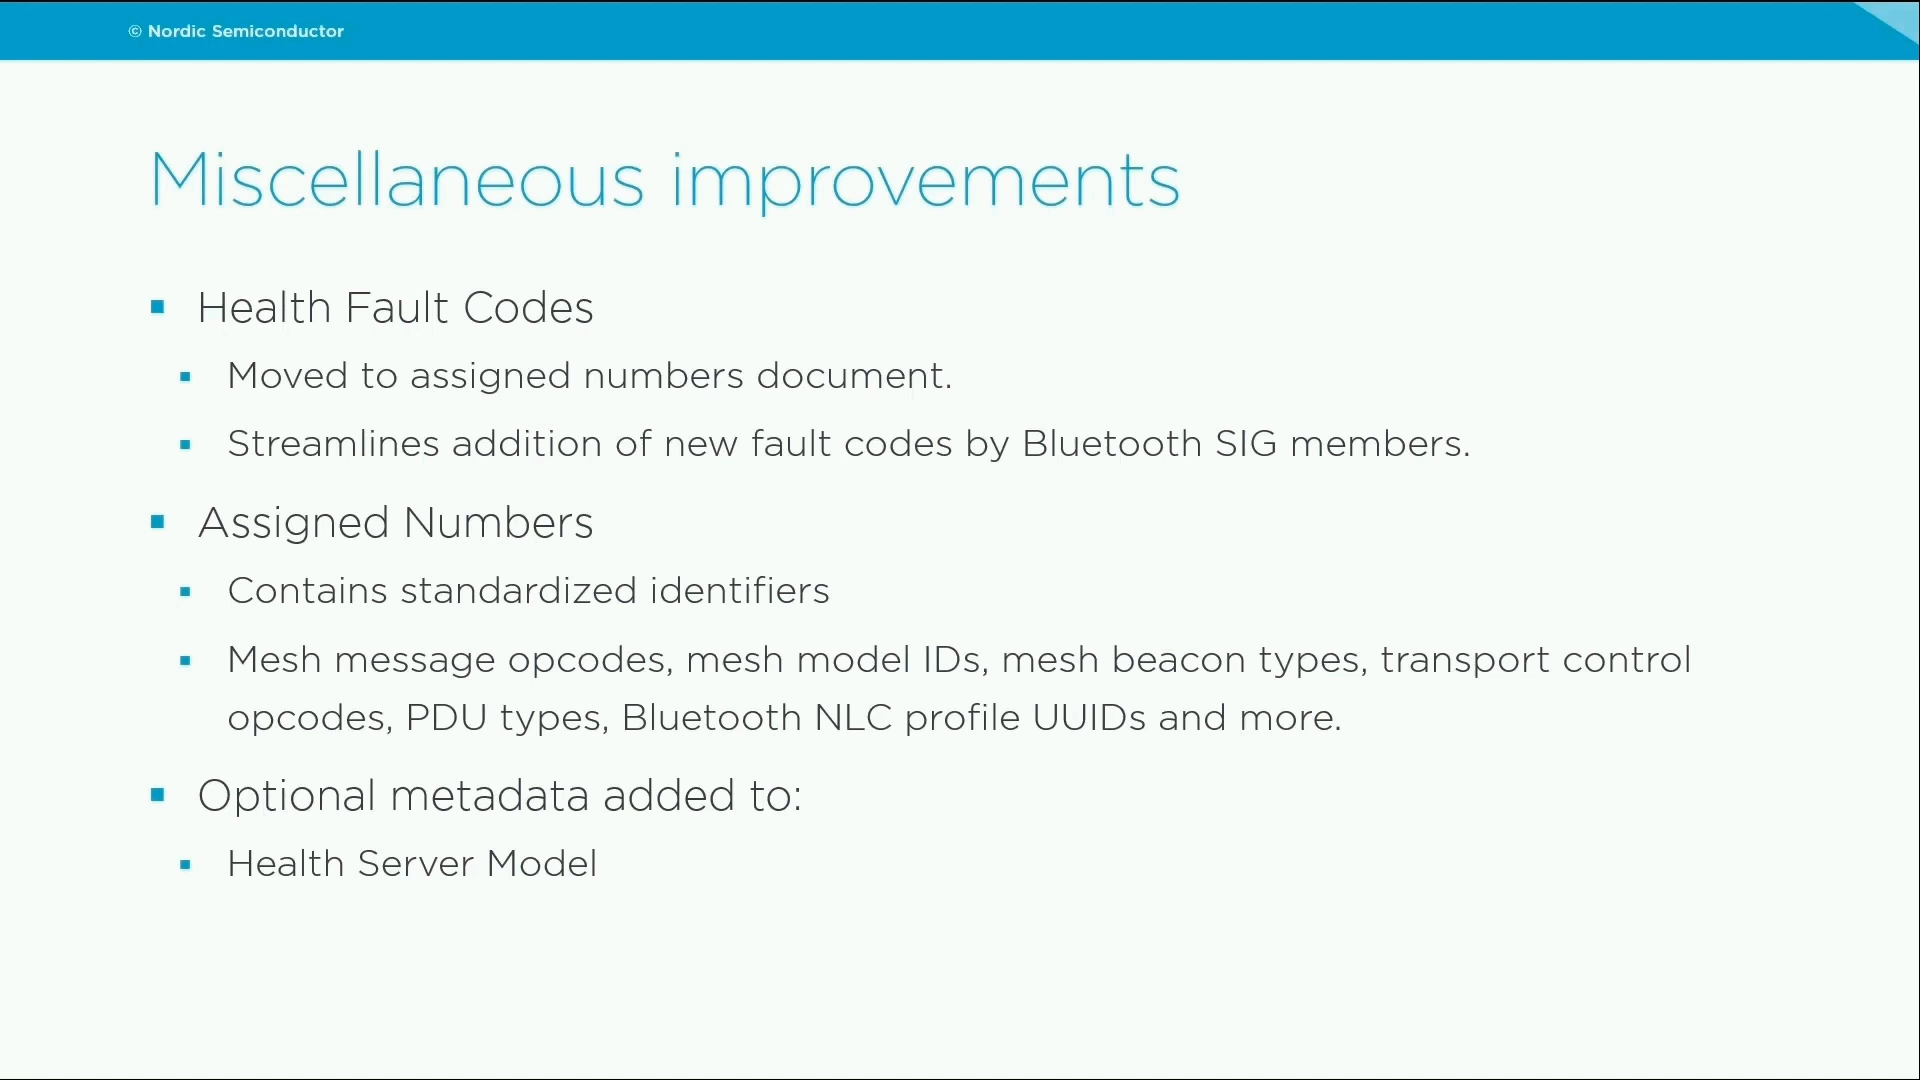 © Nordic Semiconductor
Miscellaneous improvements
Health Fault Codes
Moved to assigned numbers document.
Streamlines addition of new fault codes by Bluetooth SIG members.
Assigned Numbers
Contains standardized identifiers
Mesh message opcodes, mesh model IDs, mesh beacon types, transport control
opcodes, PDU types, Bluetooth NLC profile UUIDs and more.
Optional metadata added to:
Health Server Model